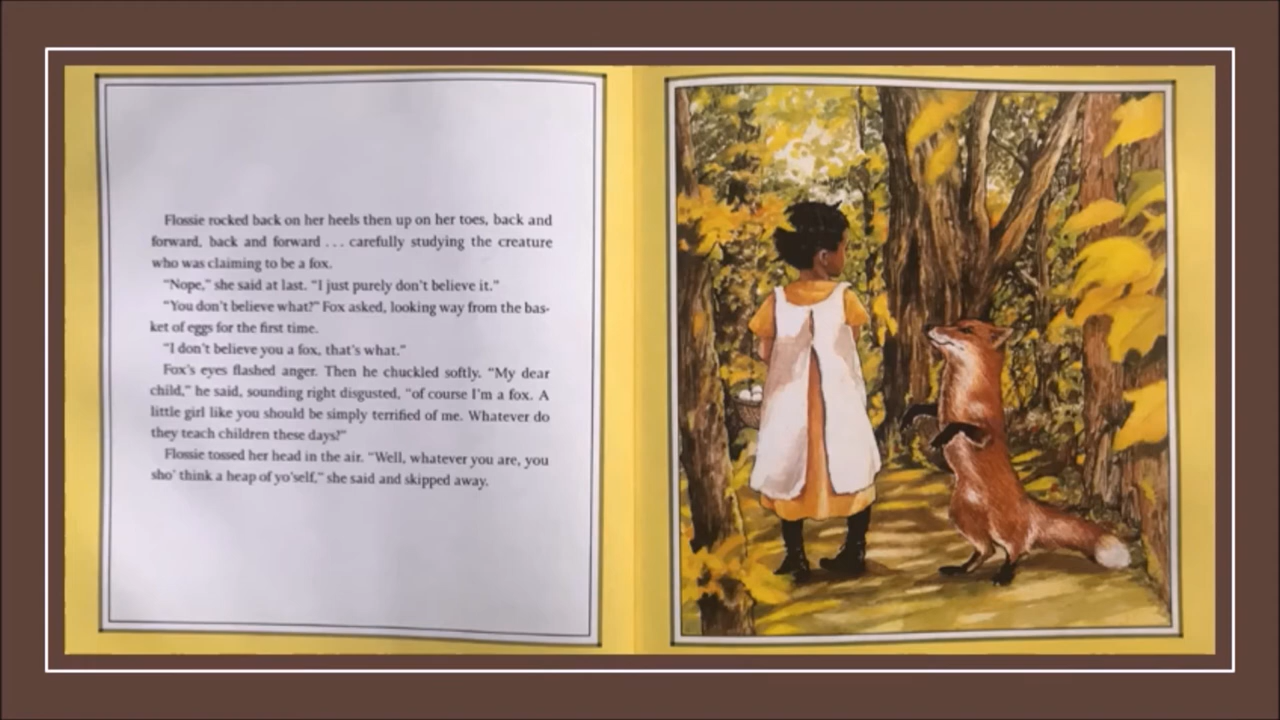 Flossie rocked back on her heels then up on her toes, back and
forward, back and forward . . . carefully studying the creature
who was claiming to be a fox.
"Nope," she said at last. "I just purely don't believe it."
"You don't believe what?" Fox asked, looking way from the bas-
ket of eggs for the first time.
"I don't believe you a fox, that's what."
Fox's eyes flashed anger. Then he chuckled softly. "My dear
child," he said, sounding right disgusted, "of course I'm a fox. A
little girl like you should be simply terrified of me. Whatever do
they teach children these days?"
Flossie tossed her head in the air. "Well, whatever you are, you
sho' think a heap of yo'self," she said and skipped away.